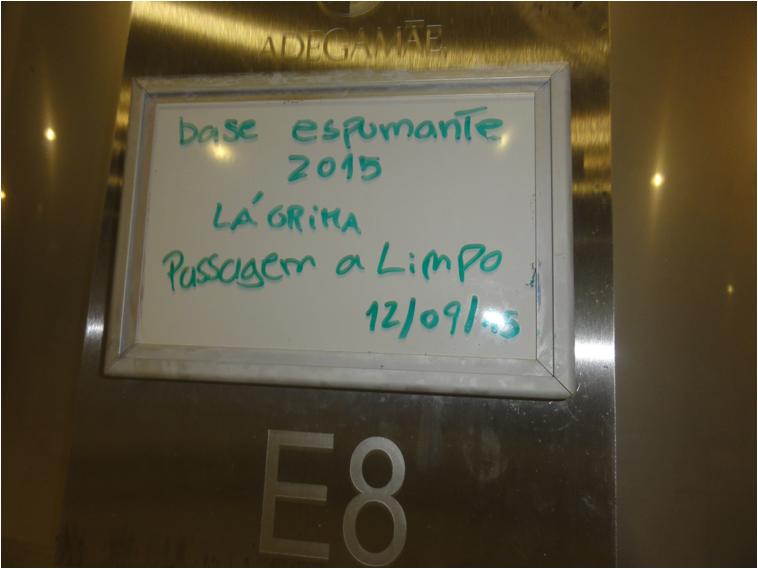 ADEGAMÃE
base espumante
2015
LÁGRIMA
Passagem a Limpo
12/09/15
E8